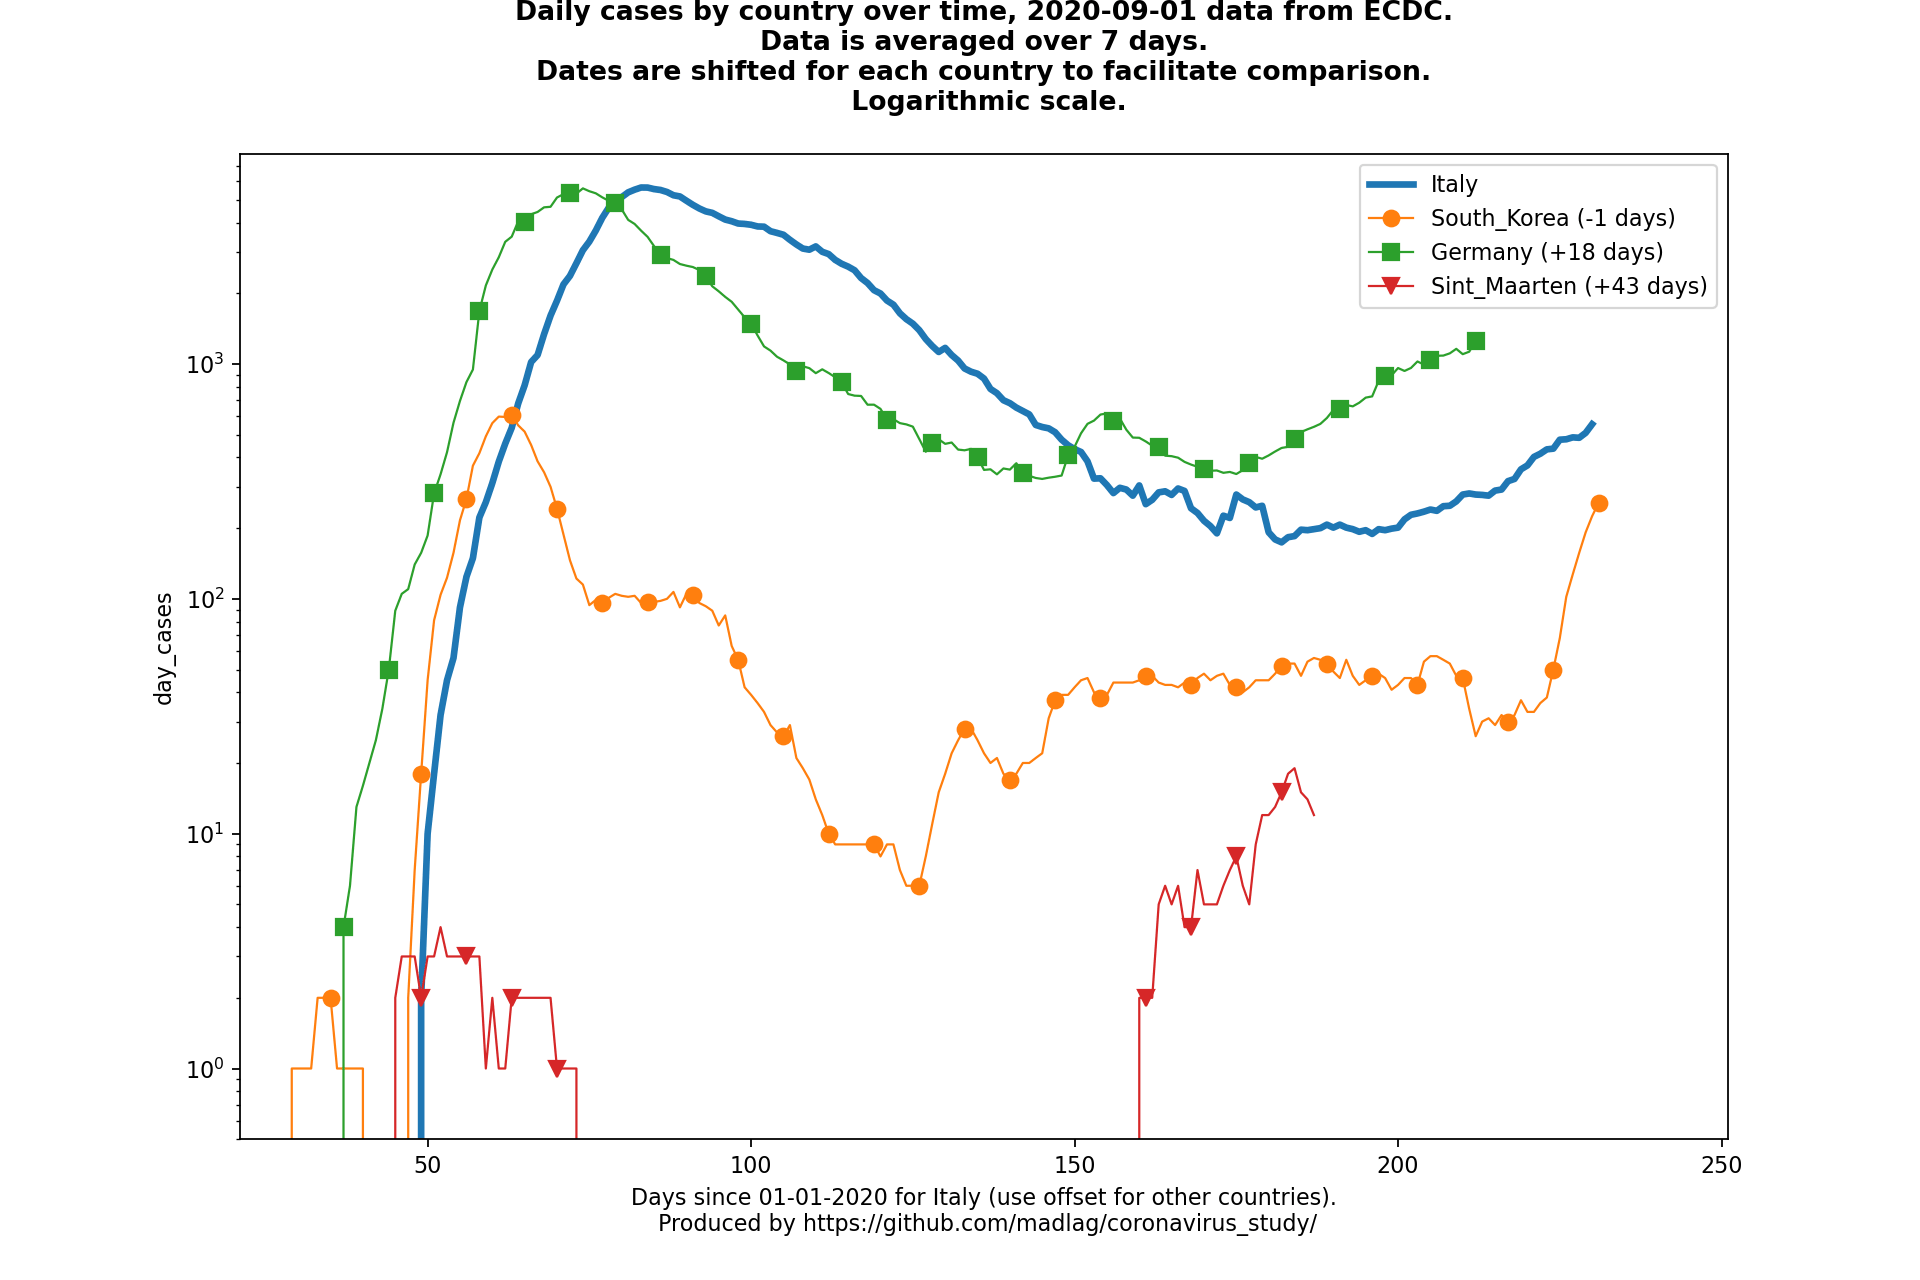 Daily cases by country over time, 2020-09-01 data from ECDC.
Data is averaged over 7 days.
Dates are shifted for each country to facilitate comparison.
Logarithmic scale.
Italy
South_Korea (-1 days)
Germany (+18 days)
Sint_Maarten (+43 days)
10³
10²
10¹
10⁰
day_cases
50 100 150 200 250
Days since 01-01-2020 for Italy (use offset for other countries).
Produced by https://github.com/madlag/coronavirus_study/